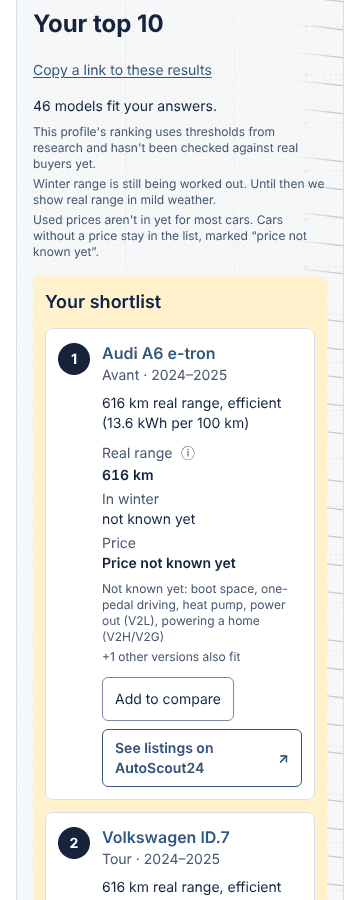 Your top 10
Copy a link to these results
46 models fit your answers.
This profile's ranking uses thresholds from
research and hasn't been checked against real
buyers yet.
Winter range is still being worked out. Until then we
show real range in mild weather.
Used prices aren't in yet for most cars. Cars
without a price stay in the list, marked “price not
known yet”.
Your shortlist
1
Audi A6 e-tron
Avant · 2024–2025
616 km real range, efficient
(13.6 kWh per 100 km)
Real range ⓘ
616 km
In winter
not known yet
Price
Price not known yet
Not known yet: boot space, one-
pedal driving, heat pump, power
out (V2L), powering a home
(V2H/V2G)
+1 other versions also fit
Add to compare
See listings on
AutoScout24
2
Volkswagen ID.7
Tour · 2024–2025
616 km real range, efficient